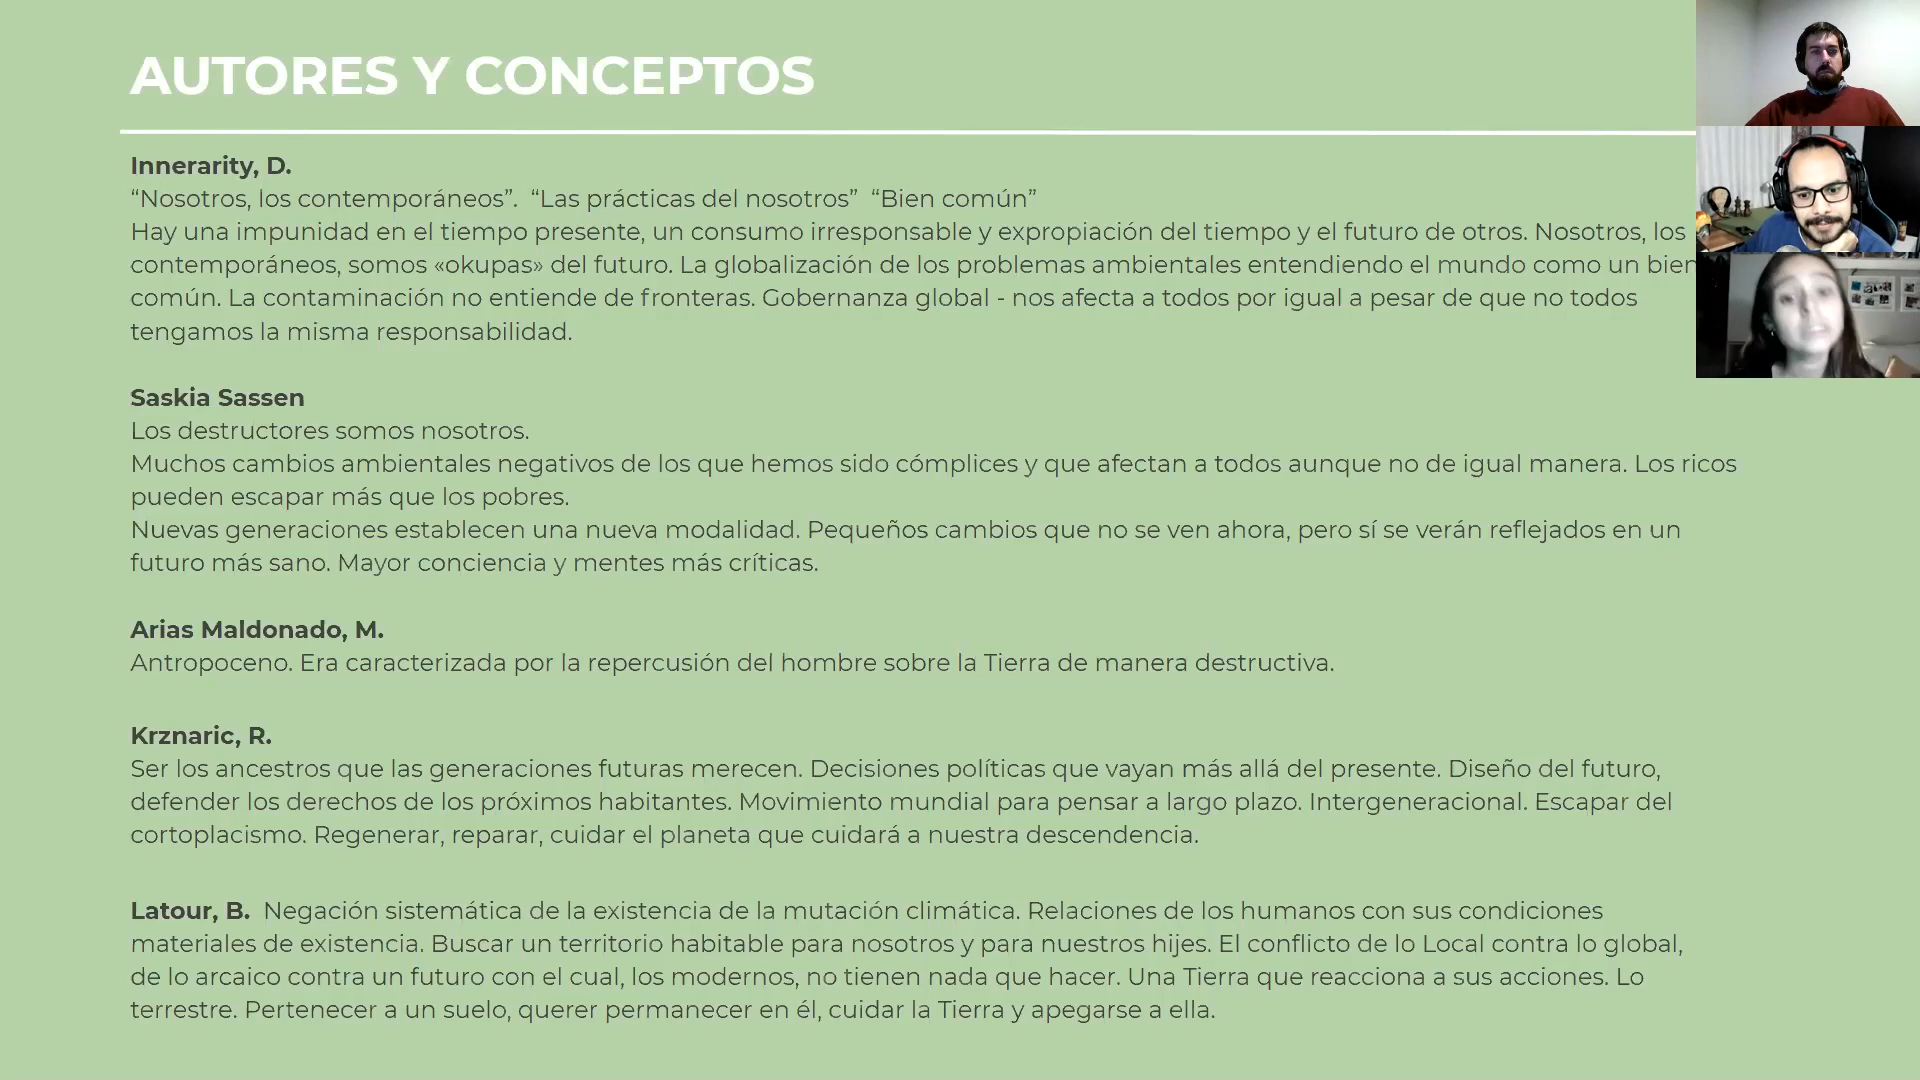 AUTORES Y CONCEPTOS
Innerarity, D.
“Nosotros, los contemporáneos”.  “Las prácticas del nosotros”  “Bien común”
Hay una impunidad en el tiempo presente, un consumo irresponsable y expropiación del tiempo y el futuro de otros. Nosotros, los
contemporáneos, somos «okupas» del futuro. La globalización de los problemas ambientales entendiendo el mundo como un bien
común. La contaminación no entiende de fronteras. Gobernanza global - nos afecta a todos por igual a pesar de que no todos
tengamos la misma responsabilidad.
Saskia Sassen
Los destructores somos nosotros.
Muchos cambios ambientales negativos de los que hemos sido cómplices y que afectan a todos aunque no de igual manera. Los ricos
pueden escapar más que los pobres.
Nuevas generaciones establecen una nueva modalidad. Pequeños cambios que no se ven ahora, pero sí se verán reflejados en un
futuro más sano. Mayor conciencia y mentes más críticas.
Arias Maldonado, M.
Antropoceno. Era caracterizada por la repercusión del hombre sobre la Tierra de manera destructiva.
Krznaric, R.
Ser los ancestros que las generaciones futuras merecen. Decisiones políticas que vayan más allá del presente. Diseño del futuro,
defender los derechos de los próximos habitantes. Movimiento mundial para pensar a largo plazo. Intergeneracional. Escapar del
cortoplacismo. Regenerar, reparar, cuidar el planeta que cuidará a nuestra descendencia.
Latour, B.  Negación sistemática de la existencia de la mutación climática. Relaciones de los humanos con sus condiciones
materiales de existencia. Buscar un territorio habitable para nosotros y para nuestros hijes. El conflicto de lo Local contra lo global,
de lo arcaico contra un futuro con el cual, los modernos, no tienen nada que hacer. Una Tierra que reacciona a sus acciones. Lo
terrestre. Pertenecer a un suelo, querer permanecer en él, cuidar la Tierra y apegarse a ella.